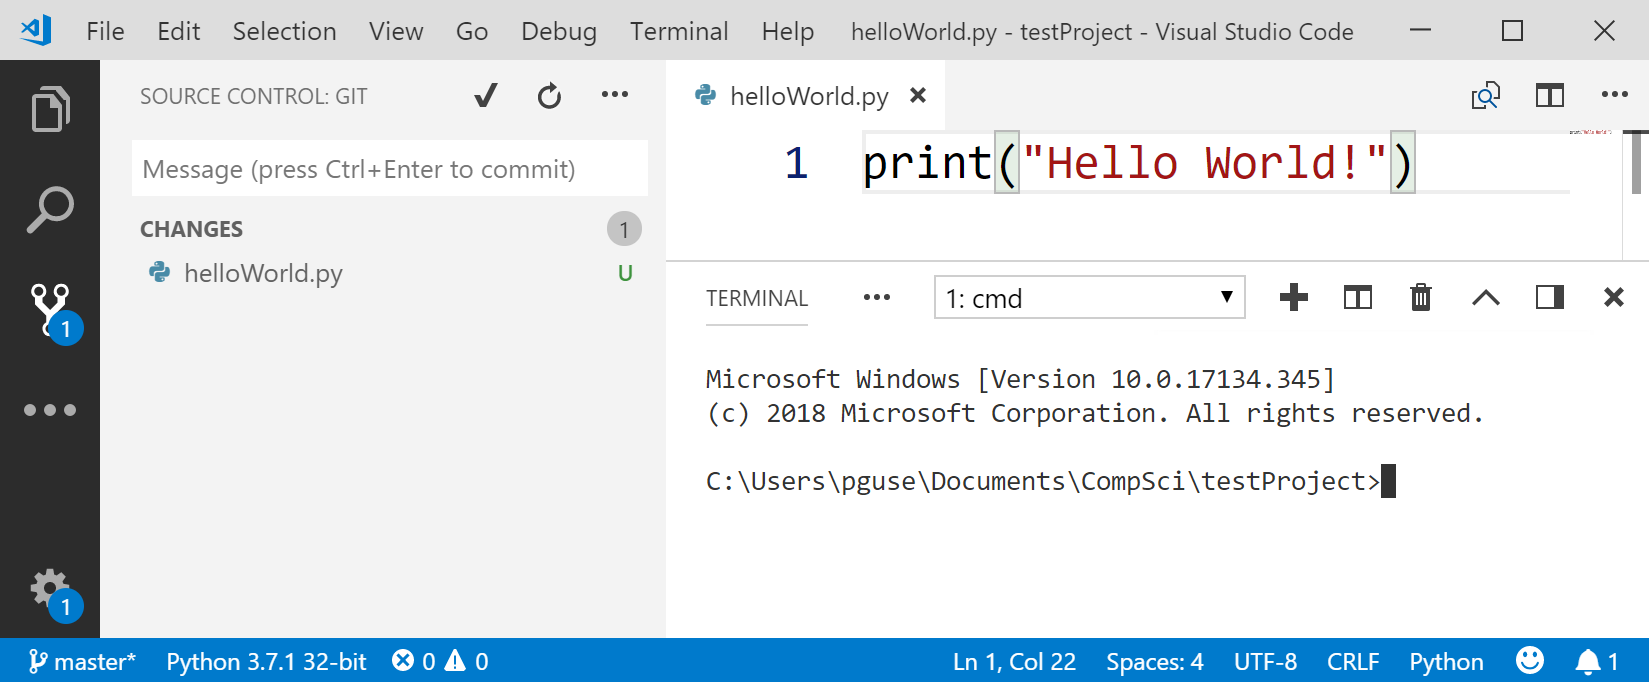 File Edit Selection View Go Debug Terminal Help helloWorld.py - testProject - Visual Studio Code
SOURCE CONTROL: GIT
Message (press Ctrl+Enter to commit)
CHANGES 1
helloWorld.py U
1
1
helloWorld.py
1 print("Hello World!")
TERMINAL 1: cmd
Microsoft Windows [Version 10.0.17134.345]
(c) 2018 Microsoft Corporation. All rights reserved.
C:\Users\pguse\Documents\CompSci\testProject>
master* Python 3.7.1 32-bit 0 0 Ln 1, Col 22 Spaces: 4 UTF-8 CRLF Python 1